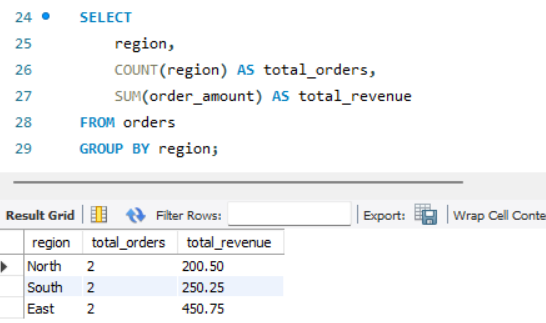 24 SELECT
25 region,
26 COUNT(region) AS total_orders,
27 SUM(order_amount) AS total_revenue
28 FROM orders
29 GROUP BY region;
Result Grid Filter Rows: Export: Wrap Cell Conte
region total_orders total_revenue
North 2 200.50
South 2 250.25
East 2 450.75